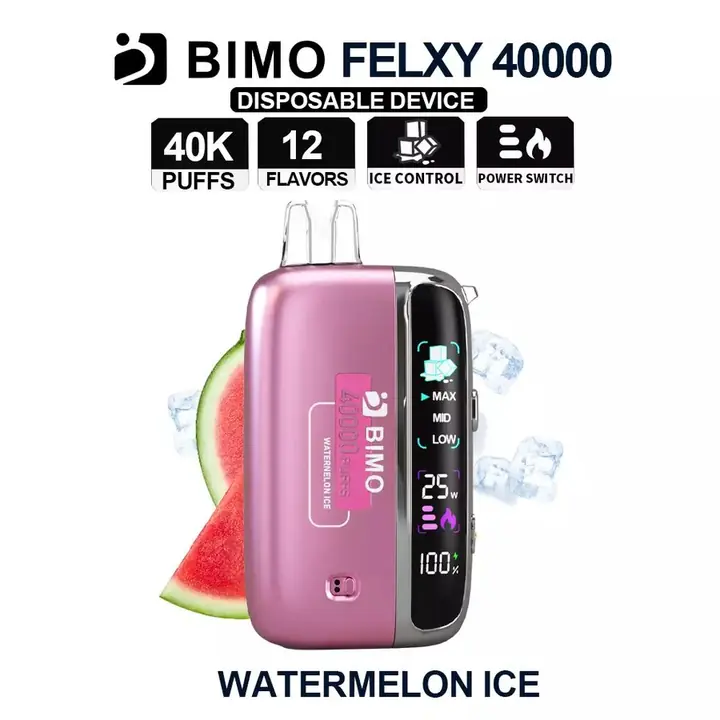 BIMO FELXY 40000
DISPOSABLE DEVICE
40K
PUFFS
12
FLAVORS
ICE CONTROL
POWER SWITCH
MAX
MID
LOW
25w
100%
BIMO
40000 PUFFS
WATERMELON ICE
WATERMELON ICE